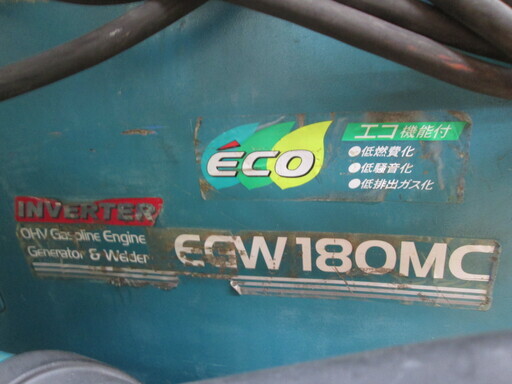 ÉCO
エコ機能付
●低燃費化
●低騒音化
●低排出ガス化
INVERTER
OHV Gasoline Engine
Generator & Welder
EGW180MC